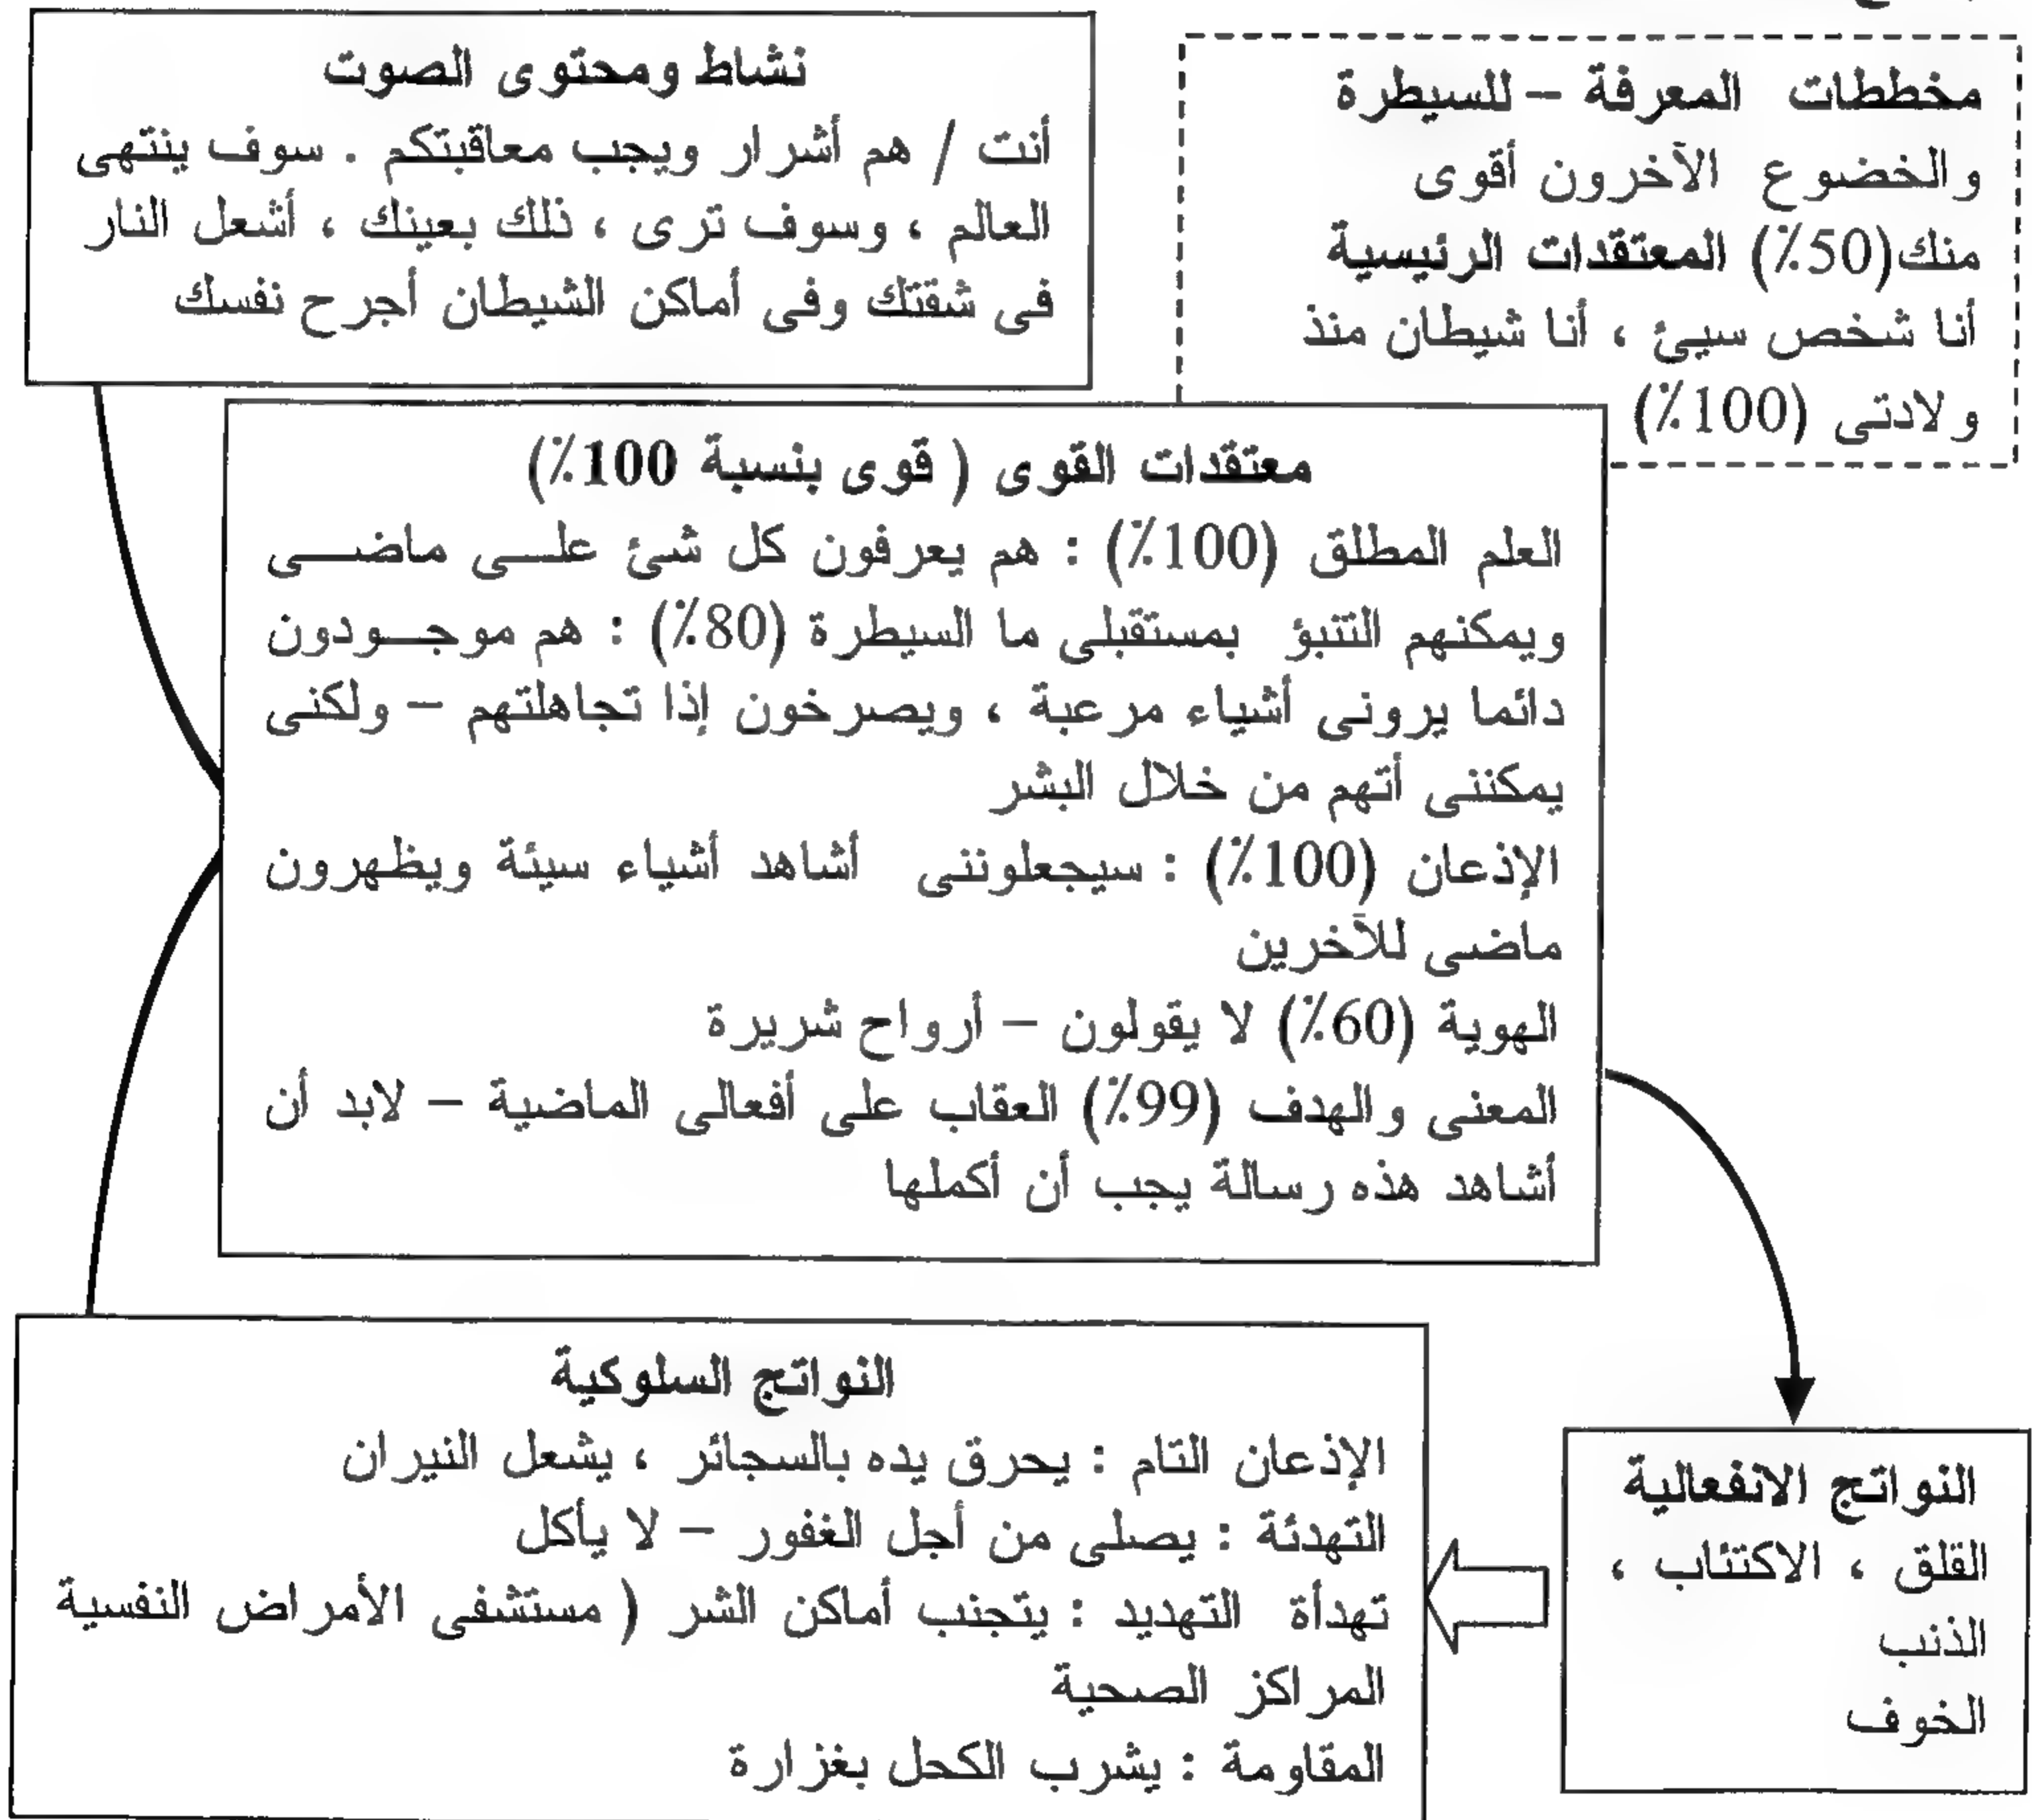 مخططات المعرفة – للسيطرة
والخضوع الآخرون أقوى
منك(50٪) المعتقدات الرئيسية
أنا شخص سيئ ، أنا شيطان منذ
ولادتى (100٪)
نشاط ومحتوى الصوت
أنت / هم أشرار ويجب معاقبتكم . سوف ينتهى
العالم ، وسوف ترى ، ذلك بعينك ، أشعل النار
فى شقتك وفى أماكن الشيطان أجرح نفسك
معتقدات القوى ( قوى بنسبة 100٪)
العلم المطلق (100٪) : هم يعرفون كل شئ علـى ماضـى
ويمكنهم التنبؤ بمستقبلى ما السيطرة (80٪) : هم موجـودون
دائما يرونى أشياء مرعبة ، ويصرخون إذا تجاهلتهم – ولكنى
يمكننى أتهم من خلال البشر
الإذعان (100٪) : سيجعلوننى أشاهد أشياء سيئة ويظهرون
ماضى للآخرين
الهوية (60٪) لا يقولون – أرواح شريرة
المعنى والهدف (99٪) العقاب على أفعالى الماضية – لابد أن
أشاهد هذه رسالة يجب أن أكملها
النواتج الانفعالية
القلق ، الاكتئاب ،
الذنب
الخوف
النواتج السلوكية
الإذعان التام : يحرق يده بالسجائر ، يشعل النيران
التهدئة : يصلى من أجل الغفور – لا يأكل
تهدأة التهديد : يتجنب أماكن الشر ( مستشفى الأمراض النفسية
المراكز الصحية
المقاومة : يشرب الكحل بغزارة